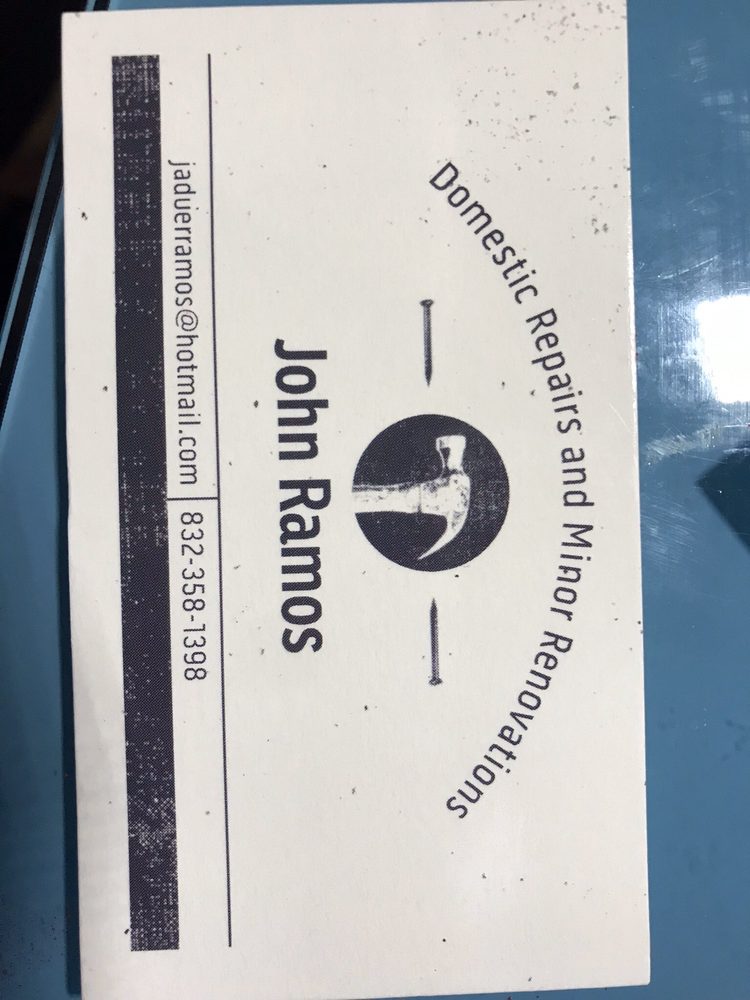 Domestic Repairs and Minor Renovations
John Ramos
jaduerramos@hotmail.com | 832-358-1398